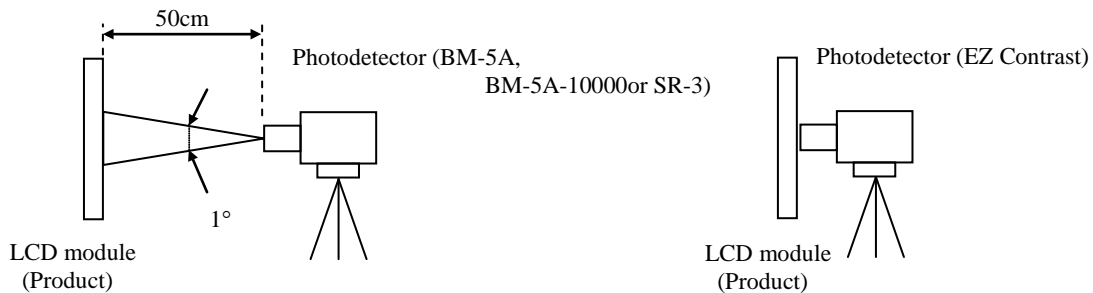 50cm
Photodetector (BM-5A,
BM-5A-10000or SR-3)
1°
LCD module
(Product)
Photodetector (EZ Contrast)
LCD module
(Product)